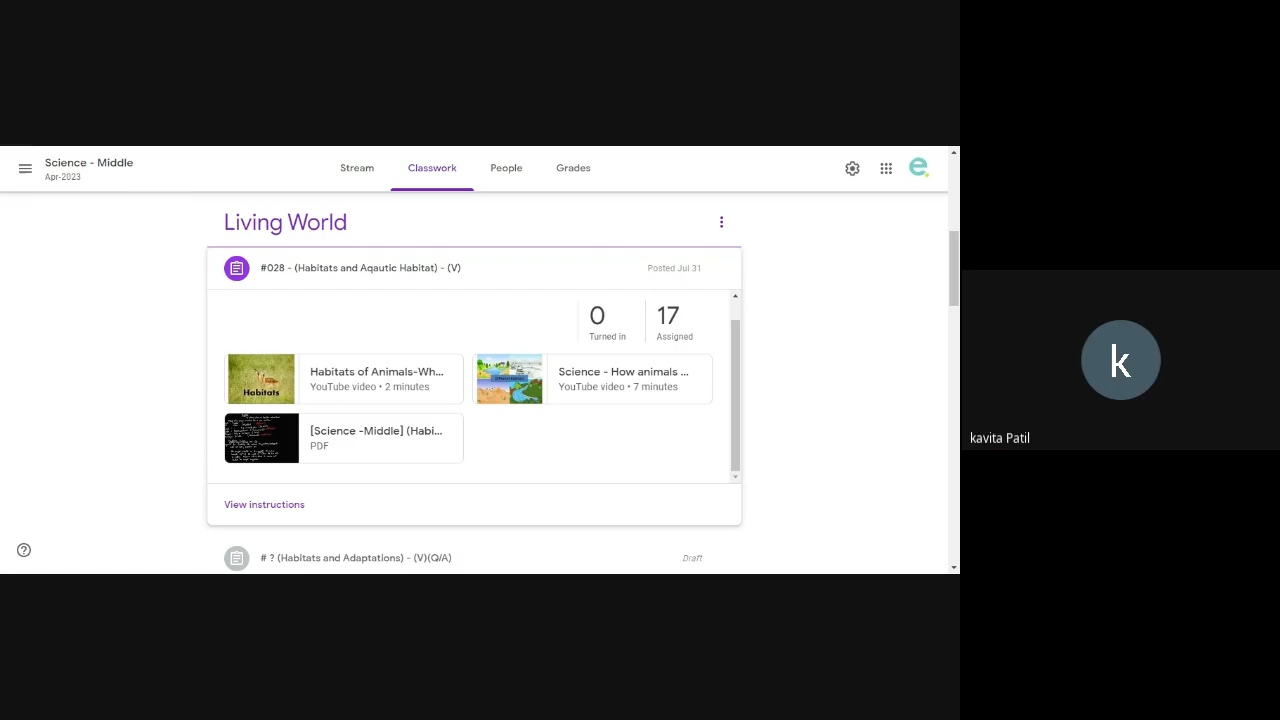 Science - Middle
Apr-2023
Stream
Classwork
People
Grades
Living World
#028 - (Habitats and Aqautic Habitat) - (V)
Posted Jul 31
0
Turned in
17
Assigned
Habitats of Animals-Wh...
YouTube video • 2 minutes
Habitats
Science - How animals ...
YouTube video • 7 minutes
[Science -Middle] (Habi...
PDF
View instructions
# ? (Habitats and Adaptations) - (V)(Q/A)
Draft
k
kavita Patil